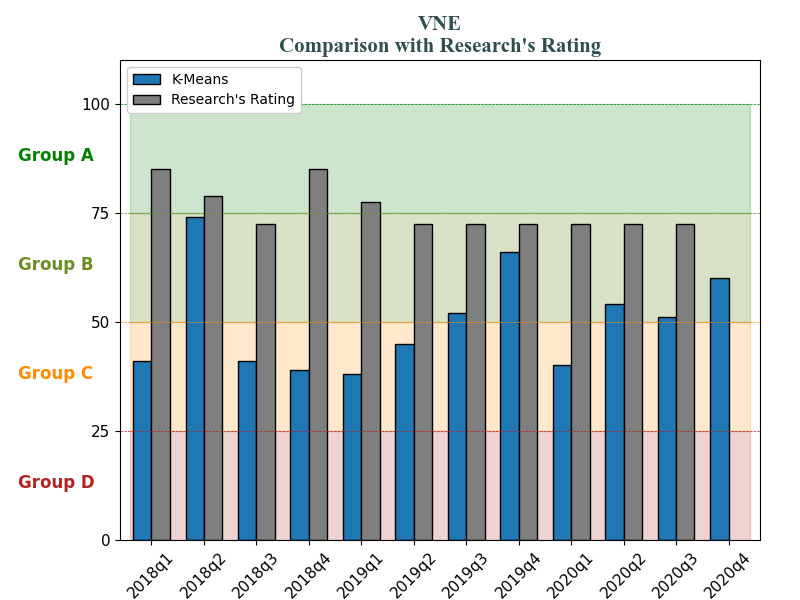 VNE
Comparison with Research's Rating
K-Means
Research's Rating
100
Group A
75
Group B
50
Group C
25
Group D
0
2018q1
2018q2
2018q3
2018q4
2019q1
2019q2
2019q3
2019q4
2020q1
2020q2
2020q3
2020q4